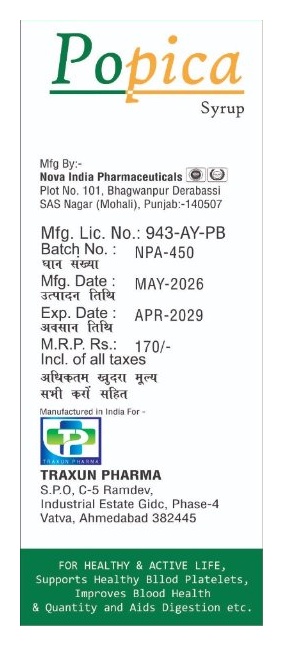 Popica
Syrup
Mfg By:-
Nova India Pharmaceuticals
Plot No. 101, Bhagwanpur Derabassi
SAS Nagar (Mohali), Punjab:-140507
Mfg. Lic. No.: 943-AY-PB
Batch No. : NPA-450
घान संख्या
Mfg. Date : MAY-2026
उत्पादन तिथि
Exp. Date : APR-2029
अवसान तिथि
M.R.P. Rs.: 170/-
Incl. of all taxes
अधिकतम खुदरा मूल्य
सभी करों सहित
Manufactured in India For -
TP
TRAXUN PHARMA
TRAXUN PHARMA
S.P.O, C-5 Ramdev,
Industrial Estate Gidc, Phase-4
Vatva, Ahmedabad 382445
FOR HEALTHY & ACTIVE LIFE,
Supports Healthy Bllod Platelets,
Improves Blood Health
& Quantity and Aids Digestion etc.